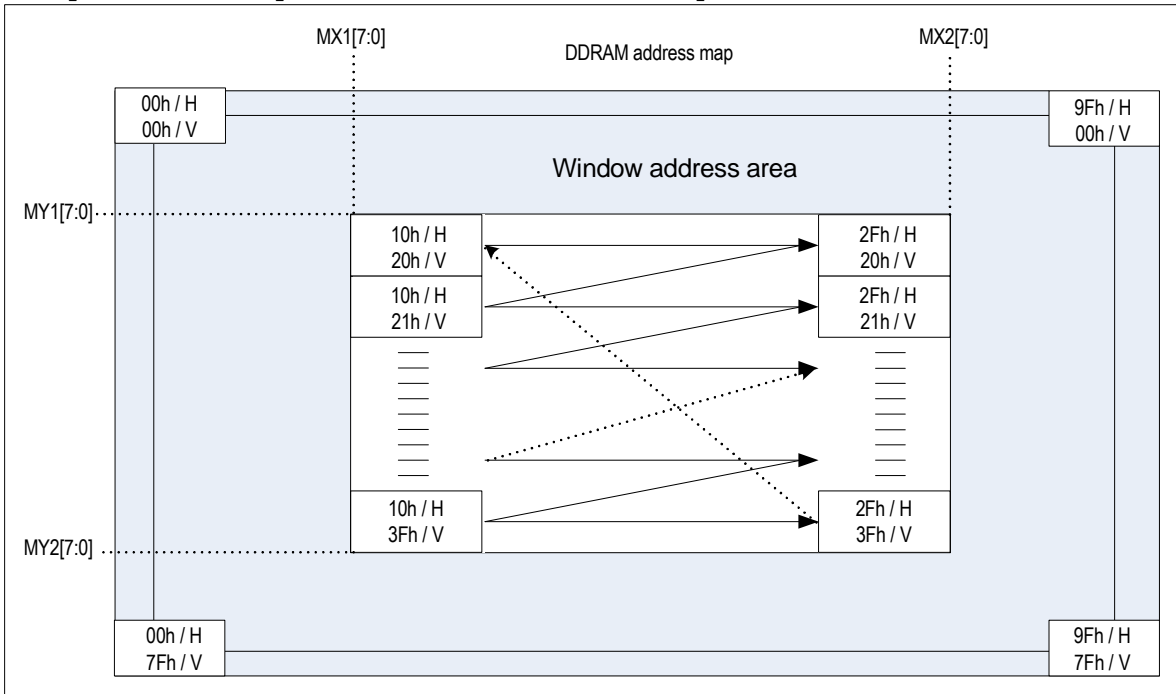 MX1[7:0]
MX2[7:0]
DDRAM address map
00h / H
00h / V
9Fh / H
00h / V
Window address area
MY1[7:0]
10h / H
20h / V
2Fh / H
20h / V
10h / H
21h / V
2Fh / H
21h / V
10h / H
3Fh / V
2Fh / H
3Fh / V
MY2[7:0]
00h / H
7Fh / V
9Fh / H
7Fh / V